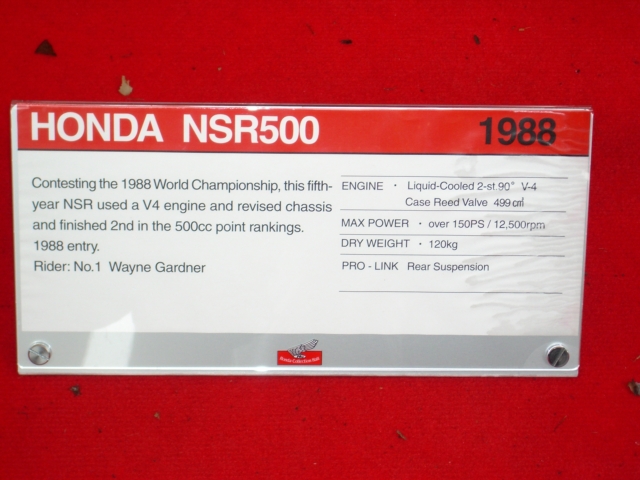 HONDA NSR500 1988
Contesting the 1988 World Championship, this fifth-
year NSR used a V4 engine and revised chassis
and finished 2nd in the 500cc point rankings.
1988 entry.
Rider: No.1 Wayne Gardner
ENGINE · Liquid-Cooled 2-st.90° V-4
Case Reed Valve 499㎤
MAX POWER · over 150PS / 12,500rpm
DRY WEIGHT · 120kg
PRO - LINK Rear Suspension
Honda Collection Hall